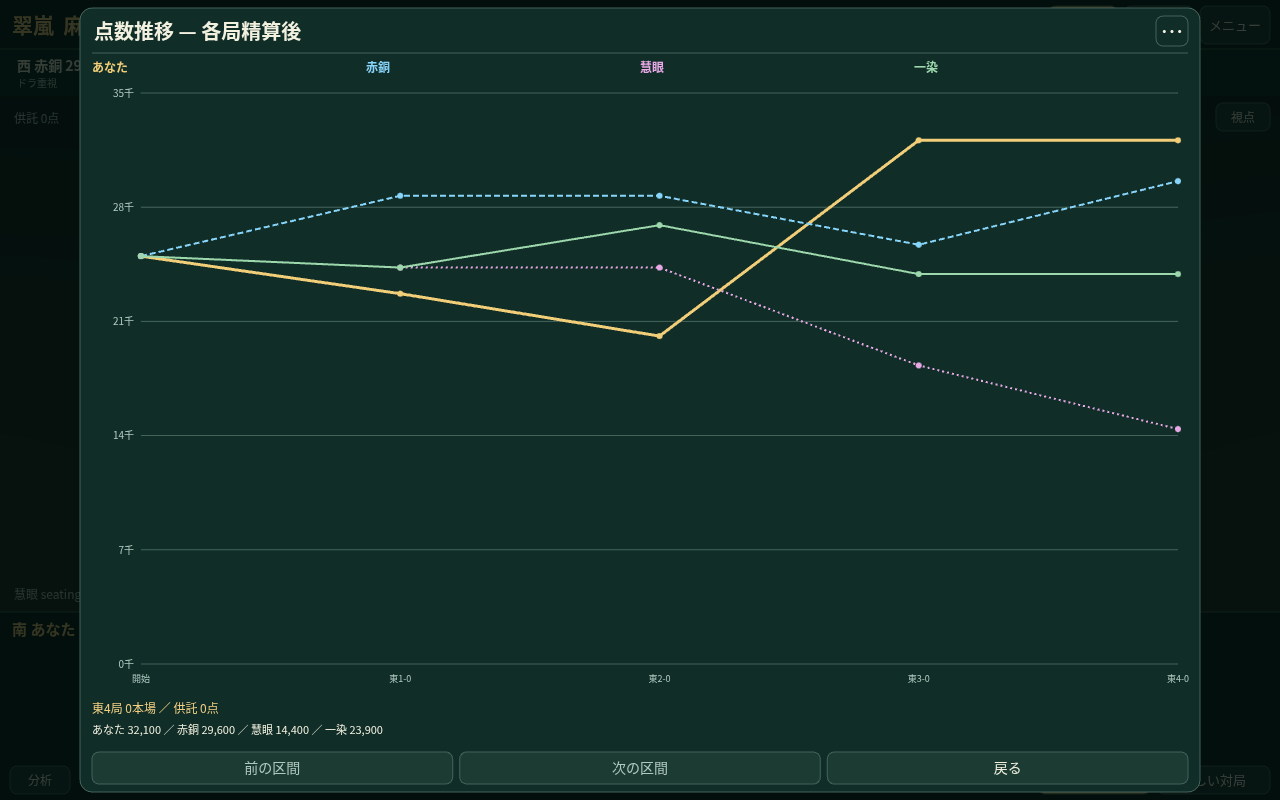 翠嵐 麻
点数推移 — 各局精算後
…
メニュー
西 赤銅 29
ドラ重視
あなた 赤銅 慧眼 一染
供託 0点
視点
35千
28千
21千
14千
7千
0千
開始 東1-0 東2-0 東3-0 東4-0
慧眼 seating
南 あなた
東4局 0本場 ／ 供託 0点
あなた 32,100 ／ 赤銅 29,600 ／ 慧眼 14,400 ／ 一染 23,900
分析
前の区間 次の区間 戻る
しい対局